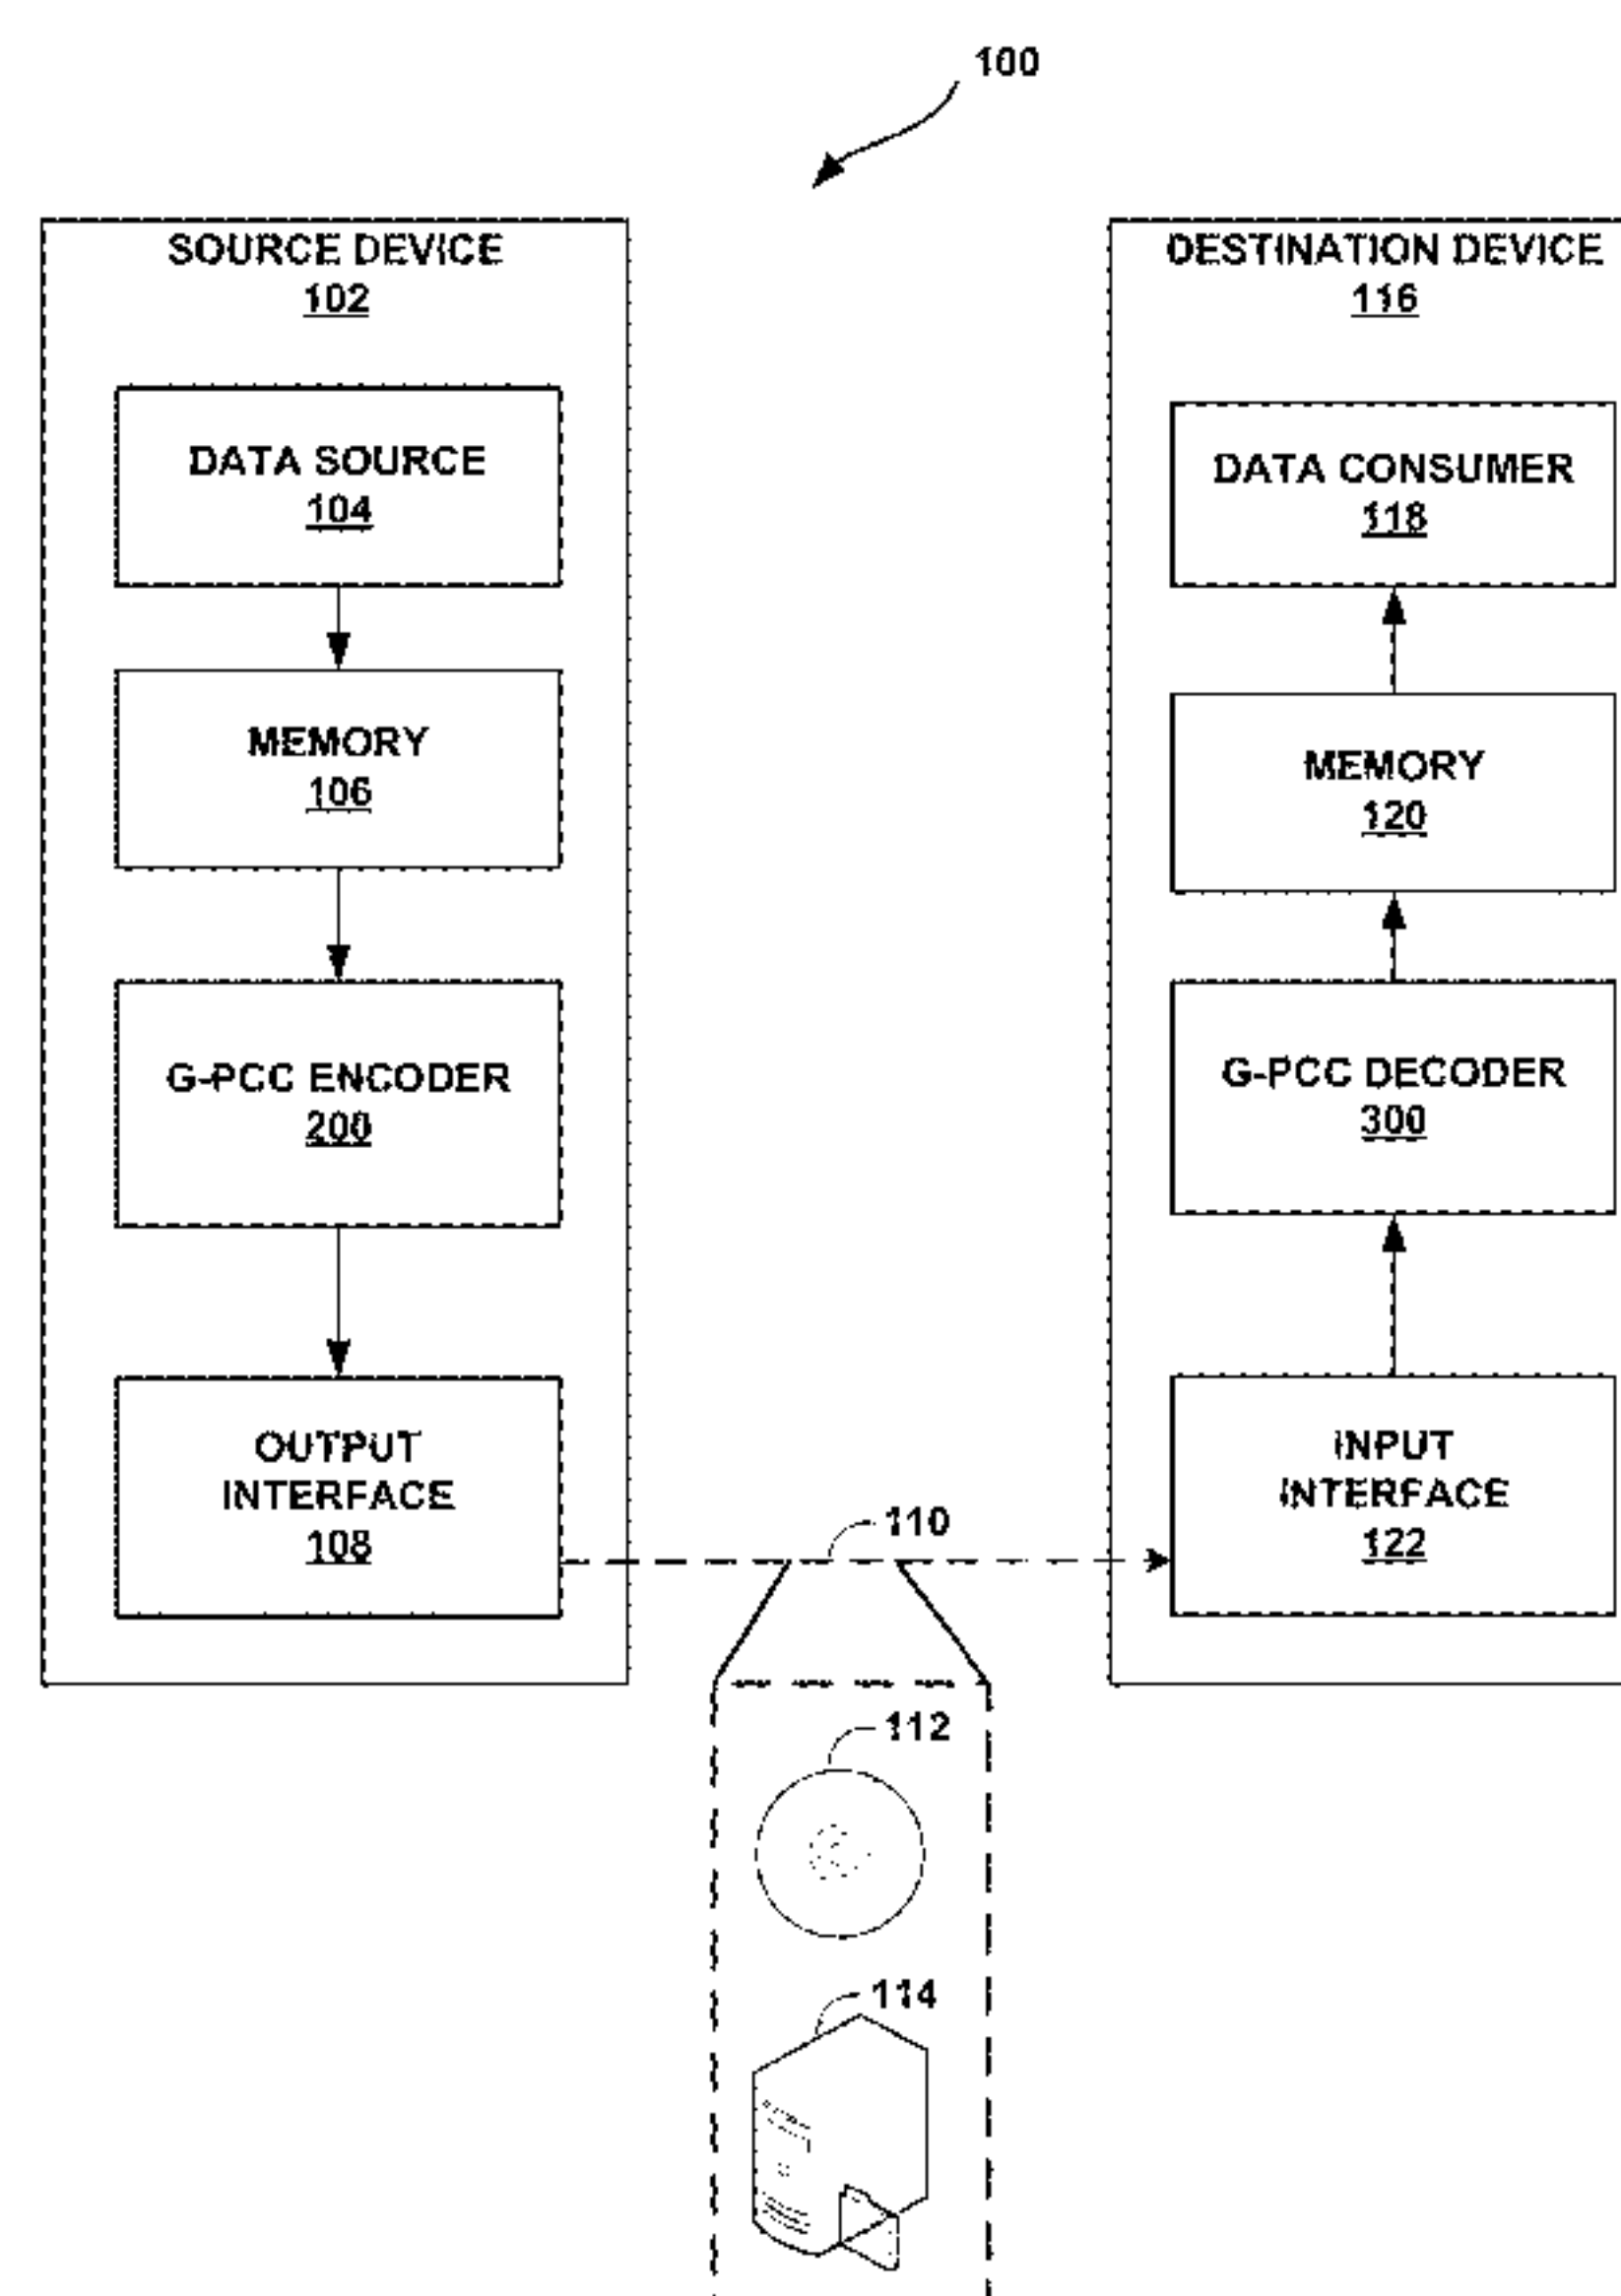 100
SOURCE DEVICE
102
DATA SOURCE
104
MEMORY
106
G-PCC ENCODER
200
OUTPUT
INTERFACE
108
DESTINATION DEVICE
116
DATA CONSUMER
118
MEMORY
120
G-PCC DECODER
300
INPUT
INTERFACE
122
110
112
114